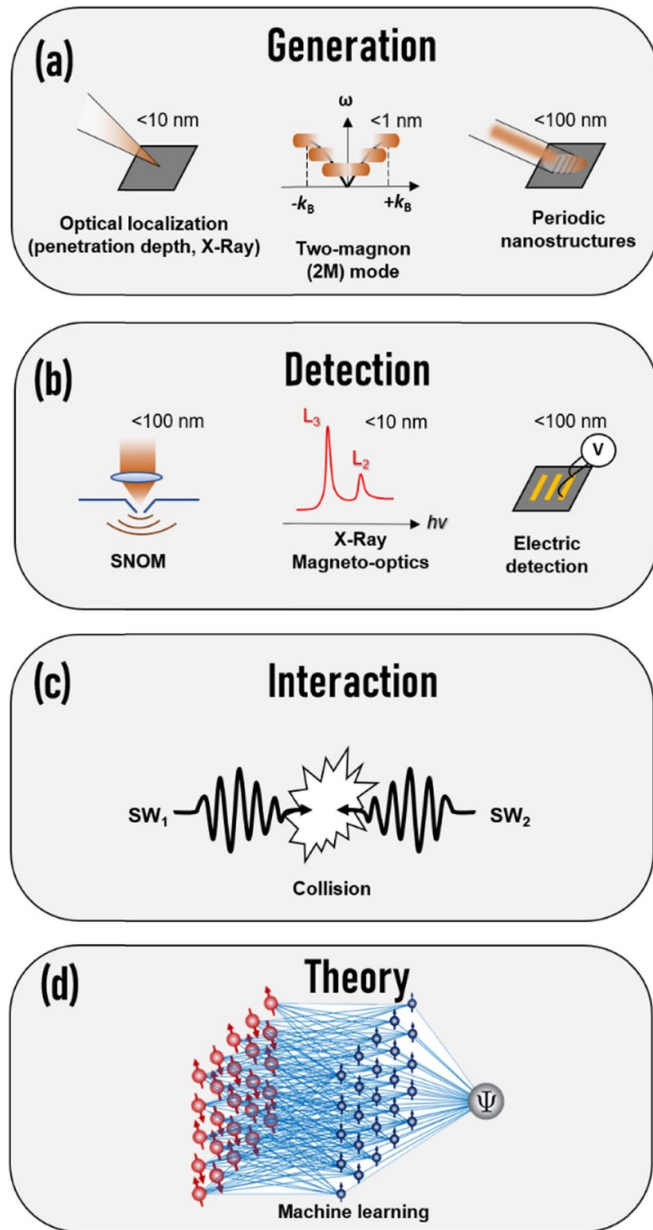 (a)
Generation
<10 nm
Optical localization
(penetration depth, X-Ray)
ω
<1 nm
-kB
+kB
Two-magnon
(2M) mode
<100 nm
Periodic
nanostructures
(b)
Detection
<100 nm
SNOM
L3
<10 nm
L2
hν
X-Ray
Magneto-optics
<100 nm
V
Electric
detection
(c)
Interaction
SW1
SW2
Collision
(d)
Theory
Ψ
Machine learning